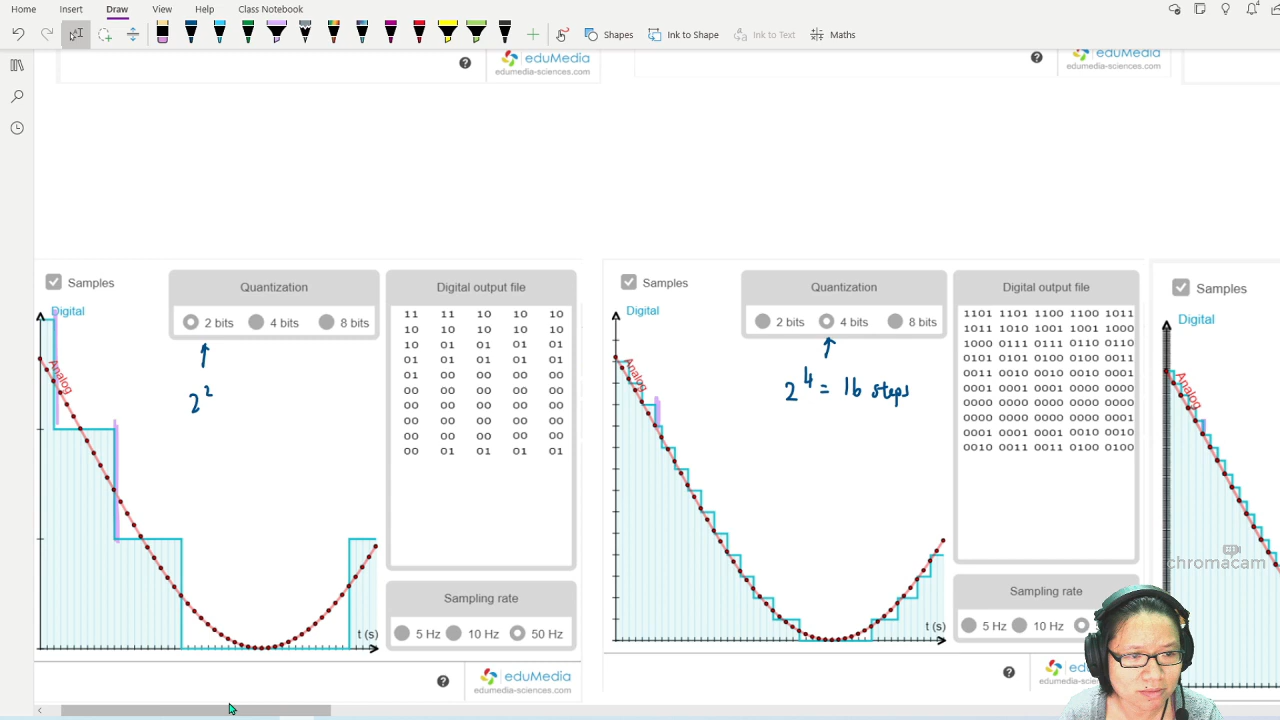 Home Insert Draw View Help Class Notebook
Shapes Ink to Shape Ink to Text Maths
eduMedia
edumedia-sciences.com
eduMedia
edumedia-sciences.com
Samples
Quantization
2 bits 4 bits 8 bits
Digital
Analog
2²
t (s)
Digital output file
11 11 10 10 10
10 10 10 10 10
10 01 01 01 01
01 01 01 01 01
01 00 00 00 00
00 00 00 00 00
00 00 00 00 00
00 00 00 00 00
00 00 00 00 00
00 01 01 01 01
Sampling rate
5 Hz 10 Hz 50 Hz
eduMedia
edumedia-sciences.com
Samples
Quantization
2 bits 4 bits 8 bits
Digital
Analog
2⁴ = 16 steps
t (s)
Digital output file
1101 1101 1100 1100 1011
1011 1010 1001 1001 1000
1000 0111 0111 0110 0110
0101 0101 0100 0100 0011
0011 0010 0010 0010 0001
0001 0001 0001 0000 0000
0000 0000 0000 0000 0000
0000 0000 0000 0000 0001
0001 0001 0001 0010 0010
0010 0011 0011 0100 0100
Sampling rate
5 Hz 10 Hz
Samples
Digital
Analog
chromacam